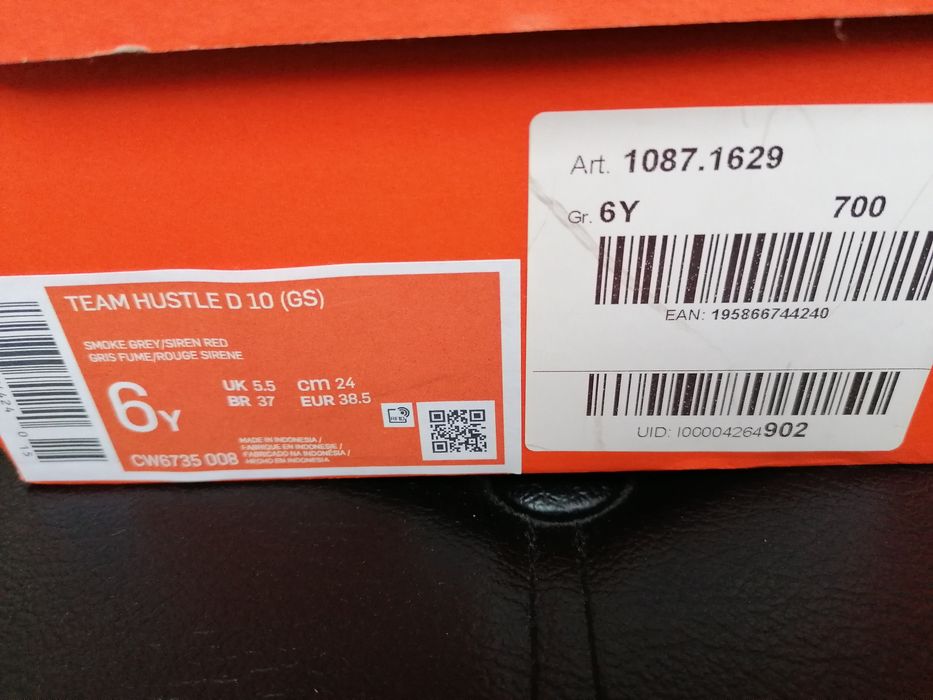 TEAM HUSTLE D 10 (GS)
SMOKE GREY/SIREN RED
GRIS FUME/ROUGE SIRENE
6Y
UK 5.5 cm 24
BR 37 EUR 38.5
MADE IN INDONESIA /
FABRIQUE EN INDONESIE /
FABRICADO NA INDONÉSIA /
HECHO EN INDONESIA
CW6735 008
Art. 1087.1629
Gr. 6Y 700
EAN: 195866744240
UID: I00004264902